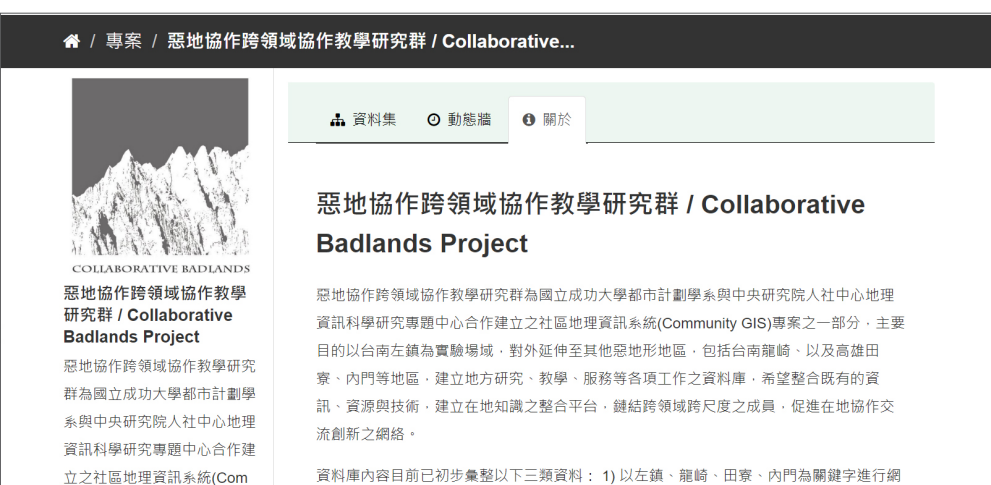 / 專案 / 惡地協作跨領域協作教學研究群 / Collaborative...
COLLABORATIVE BADLANDS
惡地協作跨領域協作教學
研究群 / Collaborative
Badlands Project
惡地協作跨領域協作教學研究
群為國立成功大學都市計劃學
系與中央研究院人社中心地理
資訊科學研究專題中心合作建
立之社區地理資訊系統(Com
資料集 動態牆 關於
惡地協作跨領域協作教學研究群 / Collaborative
Badlands Project
惡地協作跨領域協作教學研究群為國立成功大學都市計劃學系與中央研究院人社中心地理
資訊科學研究專題中心合作建立之社區地理資訊系統(Community GIS)專案之一部分，主要
目的以台南左鎮為實驗場域，對外延伸至其他惡地形地區，包括台南龍崎、以及高雄田
寮、內門等地區，建立地方研究、教學、服務等各項工作之資料庫，希望整合既有的資
訊、資源與技術，建立在地知識之整合平台，鏈結跨領域跨尺度之成員，促進在地協作交
流創新之網絡。
資料庫內容目前已初步彙整以下三類資料： 1) 以左鎮、龍崎、田寮、內門為關鍵字進行網